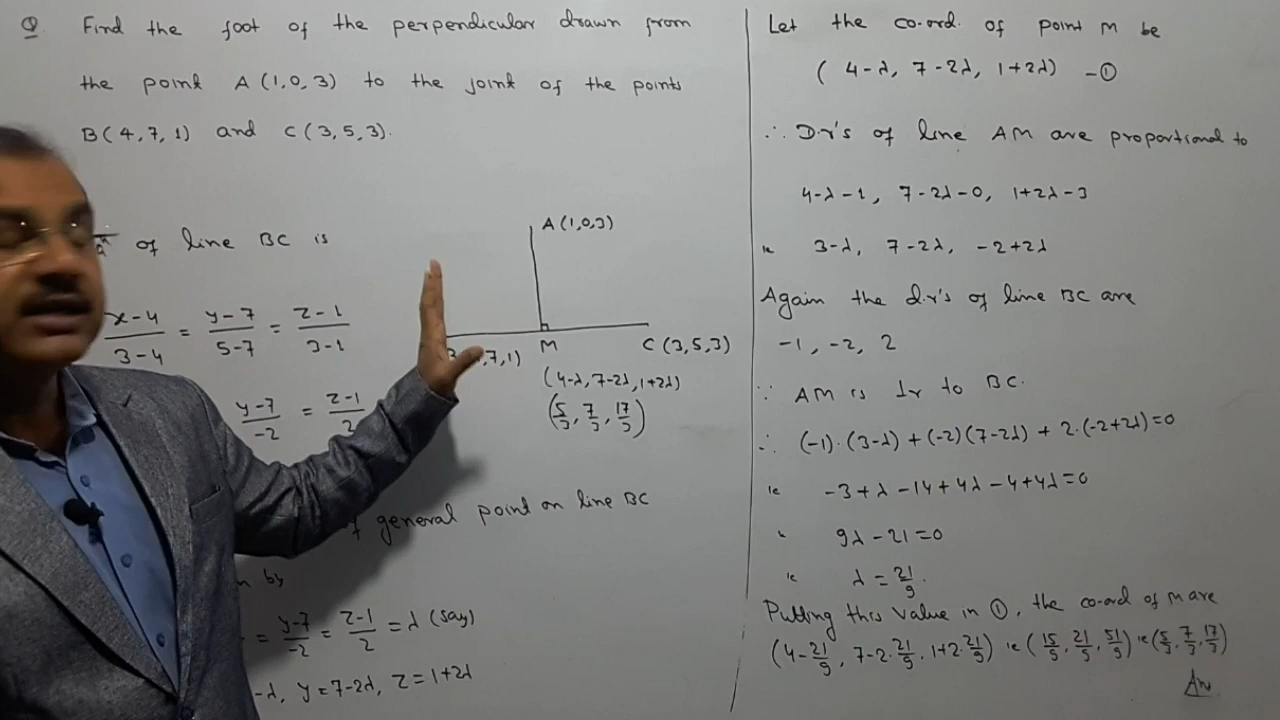 Q Find the foot of the perpendicular drawn from
the point A (1,0,3) to the joint of the points
B(4,7,1) and C(3,5,3).
of line BC is
x-4/3-4 = y-7/5-7 = z-1/3-1
y-7/-2 = z-1/2
general point on line BC
by
= y-7/-2 = z-1/2 = λ (say)
-λ, y=7-2λ, z=1+2λ
A(1,0,3)
,7,1)
M
C(3,5,3)
(4-λ,7-2λ,1+2λ)
(5/3, 7/3, 17/3)
Let the co-ord. of point M be
(4-λ, 7-2λ, 1+2λ) -①
∴ D.r's of line AM are proportional to
4-λ-1, 7-2λ-0, 1+2λ-3
ie 3-λ, 7-2λ, -2+2λ
Again the d.r's of line BC are
-1, -2, 2
∵ AM is ⊥r to BC.
∴ (-1)·(3-λ)+(-2)(7-2λ)+2·(-2+2λ)=0
ie -3+λ-14+4λ-4+4λ=0
9λ-21=0
ie λ=21/9.
Putting this value in ①, the co-ord of M are
(4-21/9, 7-2·21/9, 1+2·21/9) ie (15/9, 21/9, 51/9) ie (5/3, 7/3, 17/3)
An